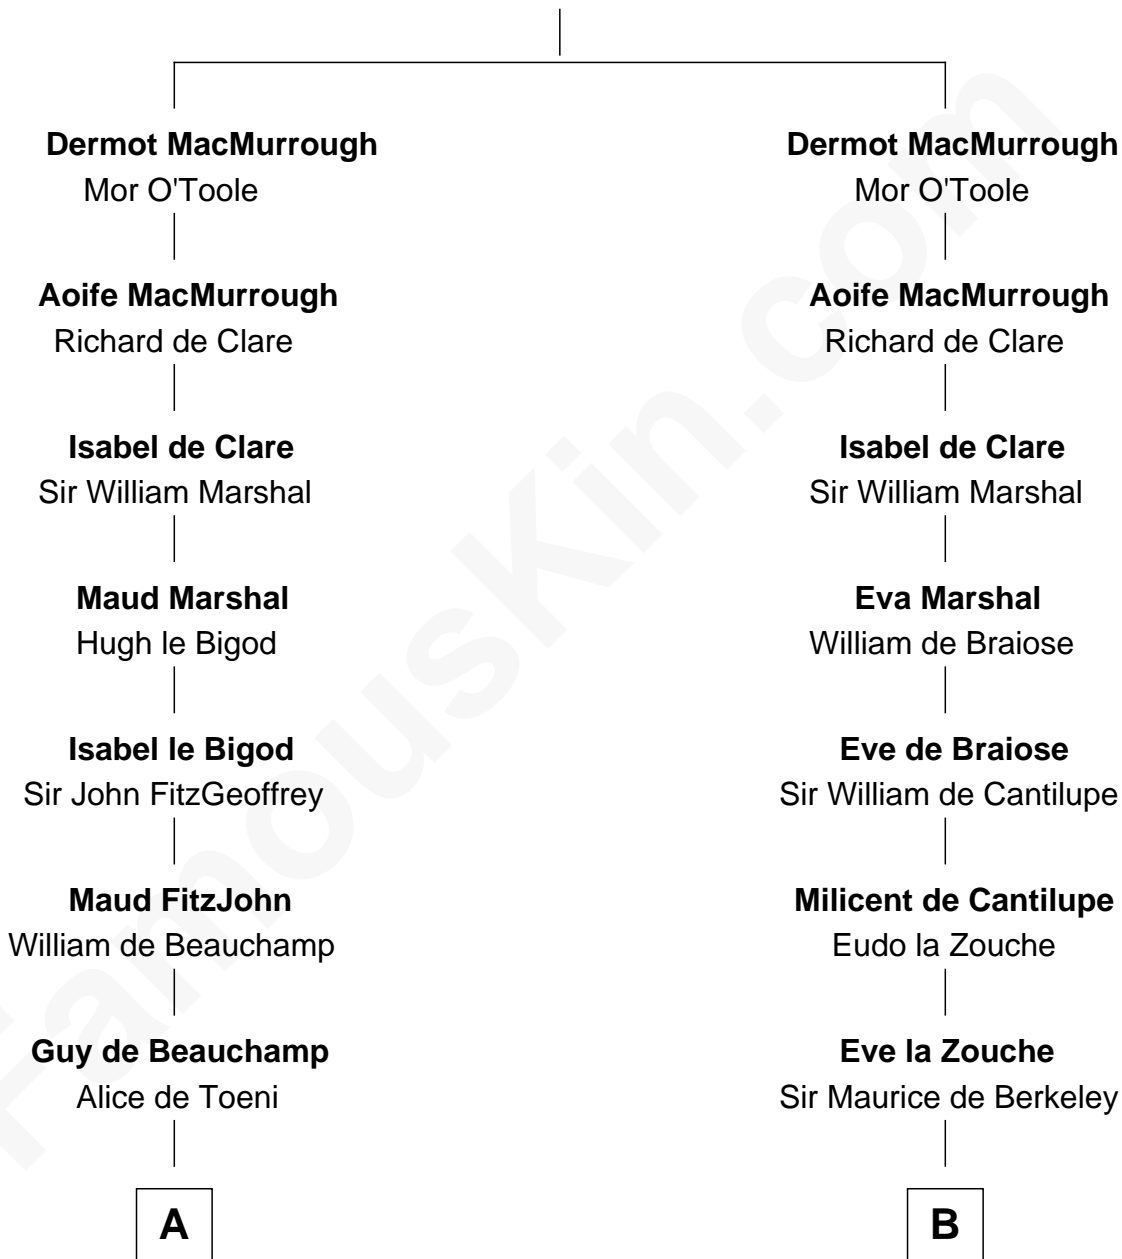 Dermot MacMurrough
Mor O'Toole
Aoife MacMurrough
Richard de Clare
Isabel de Clare
Sir William Marshal
Maud Marshal
Hugh le Bigod
Isabel le Bigod
Sir John FitzGeoffrey
Maud FitzJohn
William de Beauchamp
Guy de Beauchamp
Alice de Toeni
A
Dermot MacMurrough
Mor O'Toole
Aoife MacMurrough
Richard de Clare
Isabel de Clare
Sir William Marshal
Eva Marshal
William de Braiose
Eve de Braiose
Sir William de Cantilupe
Milicent de Cantilupe
Eudo la Zouche
Eve la Zouche
Sir Maurice de Berkeley
B
FamousKin.com